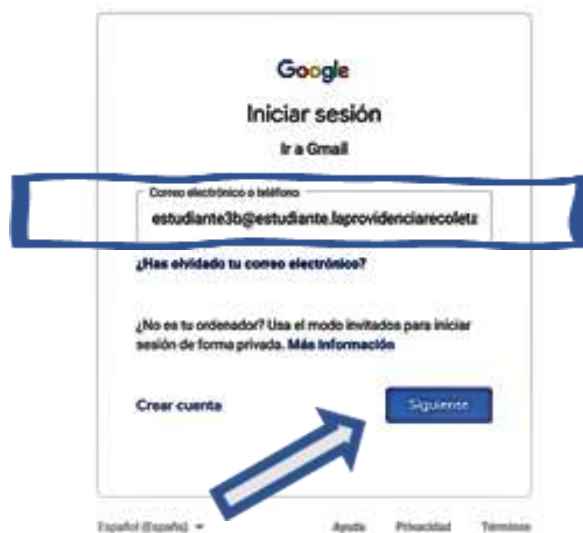 Google
Iniciar sesión
Ir a Gmail
Correo electrónico o teléfono
estudiante3b@estudiante.laprovidenciarecoleta
¿Has olvidado tu correo electrónico?
¿No es tu ordenador? Usa el modo invitados para iniciar
sesión de forma privada. Más información
Crear cuenta
Siguiente
Español (España)
Ayuda
Privacidad
Términos